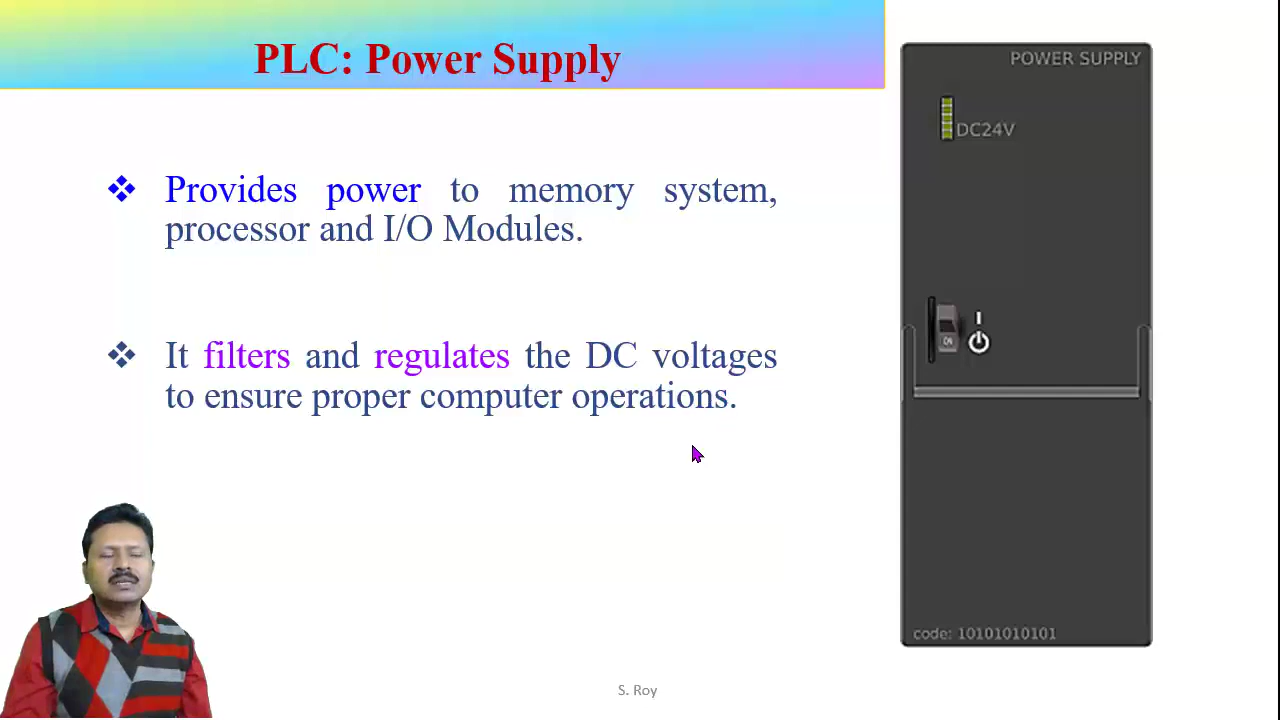 PLC: Power Supply
Provides power to memory system,
processor and I/O Modules.
It filters and regulates the DC voltages
to ensure proper computer operations.
POWER SUPPLY
DC24V
ON
code: 10101010101
S. Roy